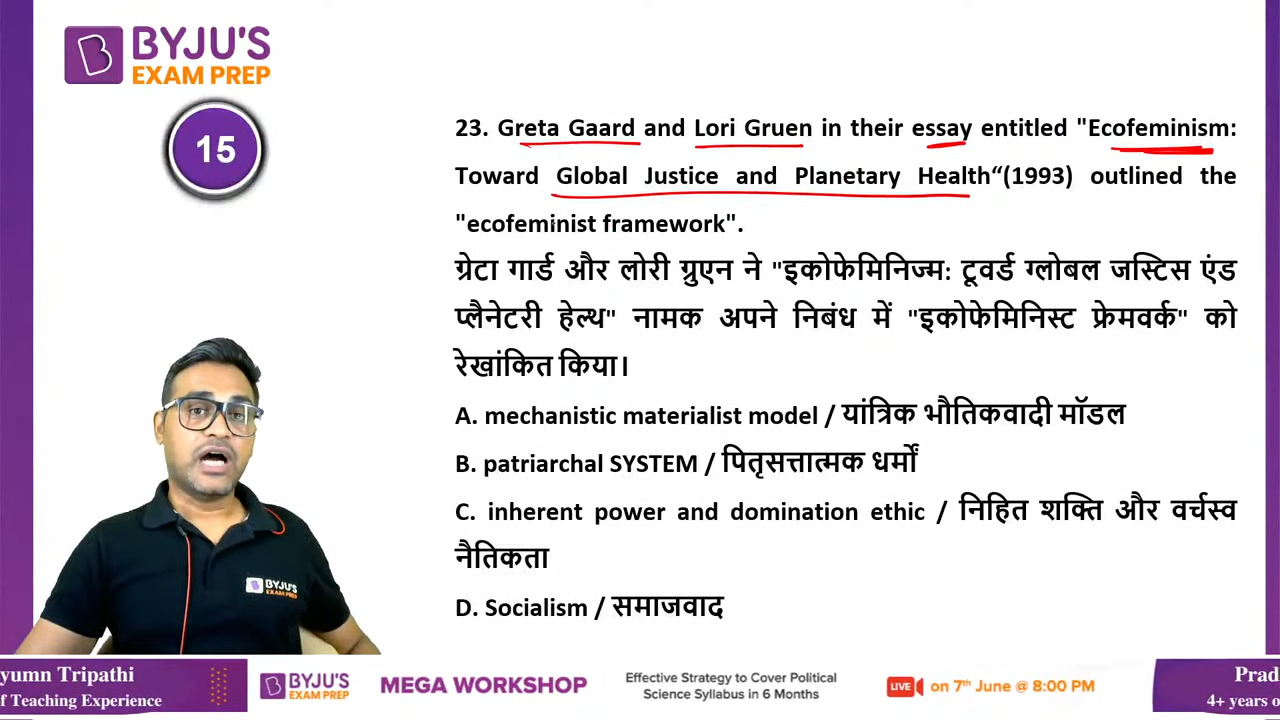 BYJU'S
EXAM PREP
15
23. Greta Gaard and Lori Gruen in their essay entitled "Ecofeminism:
Toward Global Justice and Planetary Health“(1993) outlined the
"ecofeminist framework".
ग्रेटा गार्ड और लोरी ग्रुएन ने "इकोफेमिनिज्म: टूवर्ड ग्लोबल जस्टिस एंड
प्लैनेटरी हेल्थ" नामक अपने निबंध में "इकोफेमिनिस्ट फ्रेमवर्क" को
रेखांकित किया।
A. mechanistic materialist model / यांत्रिक भौतिकवादी मॉडल
B. patriarchal SYSTEM / पितृसत्तात्मक धर्मों
C. inherent power and domination ethic / निहित शक्ति और वर्चस्व
नैतिकता
D. Socialism / समाजवाद
BYJU'S
EXAM PREP
yumn Tripathi
f Teaching Experience
BYJU'S
EXAM PREP
MEGA WORKSHOP
Effective Strategy to Cover Political
Science Syllabus in 6 Months
LIVE
on 7th June @ 8:00 PM
Prad
4+ years o